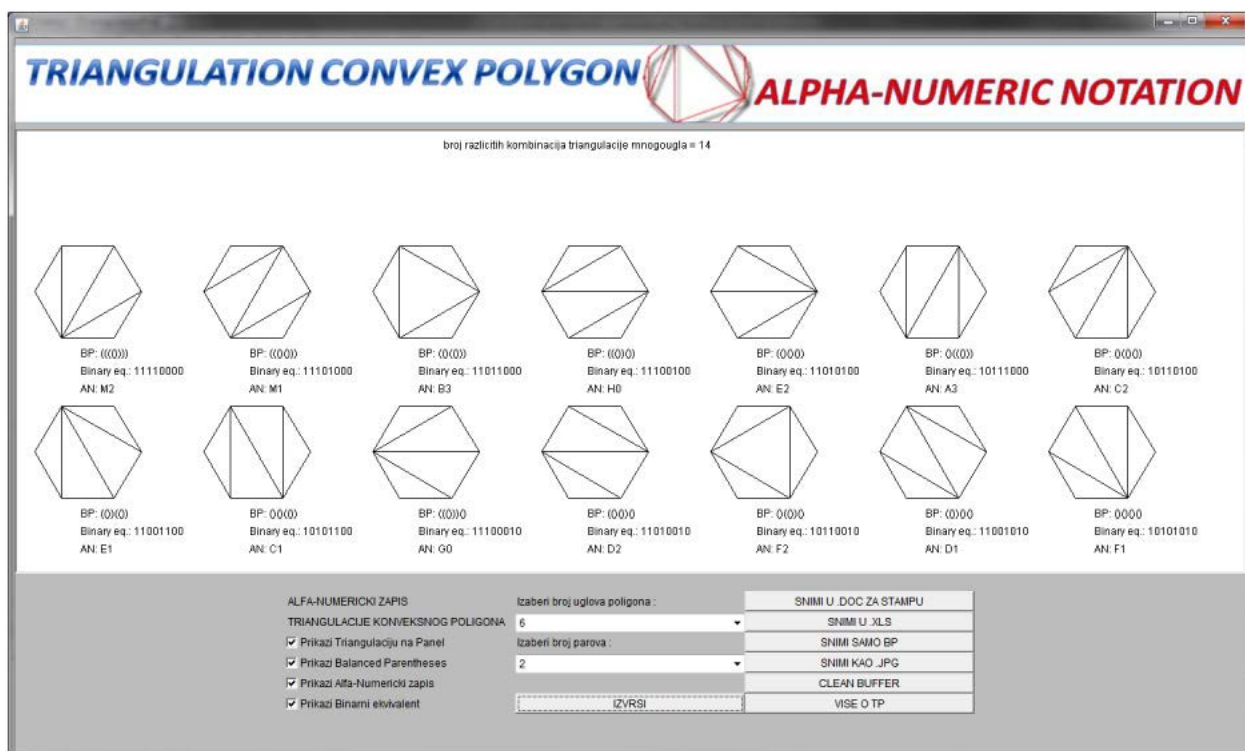 TRIANGULATION CONVEX POLYGON ALPHA-NUMERIC NOTATION
broj razlicitih kombinacija triangulacije mnogougla = 14
BP: (((()))) BP: ((()())) BP: (()(())) BP: ((())()) BP: (()()()) BP: ()((())) BP: ()(()())
Binary eq.: 11110000 Binary eq.: 11101000 Binary eq.: 11011000 Binary eq.: 11100100 Binary eq.: 11010100 Binary eq.: 10111000 Binary eq.: 10110100
AN: M2 AN: M1 AN: B3 AN: H0 AN: E2 AN: A3 AN: C2
BP: (())(()) BP: ()()(()) BP: ((()))() BP: (()())() BP: ()(())() BP: (())()() BP: ()()()()
Binary eq.: 11001100 Binary eq.: 10101100 Binary eq.: 11100010 Binary eq.: 11010010 Binary eq.: 10110010 Binary eq.: 11001010 Binary eq.: 10101010
AN: E1 AN: C1 AN: G0 AN: D2 AN: F2 AN: D1 AN: F1
ALFA-NUMERICKI ZAPIS Izaberi broj uglova poligona : SNIMI U .DOC ZA STAMPU
TRIANGULACIJE KONVEKSNOG POLIGONA 6 SNIMI U .XLS
Prikazi Triangulaciju na Panel Izaberi broj parova : SNIMI SAMO BP
Prikazi Balanced Parentheses 2 SNIMI KAO .JPG
Prikazi Alfa-Numericki zapis CLEAN BUFFER
Prikazi Binarni ekvivalent IZVRSI VISE O TP